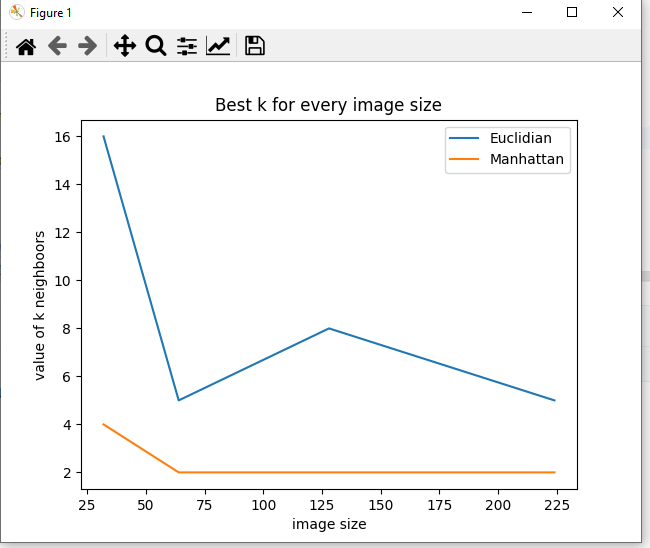 Figure 1
Best k for every image size
Euclidian
Manhattan
value of k neighboors
16
14
12
10
8
6
4
2
25 50 75 100 125 150 175 200 225
image size